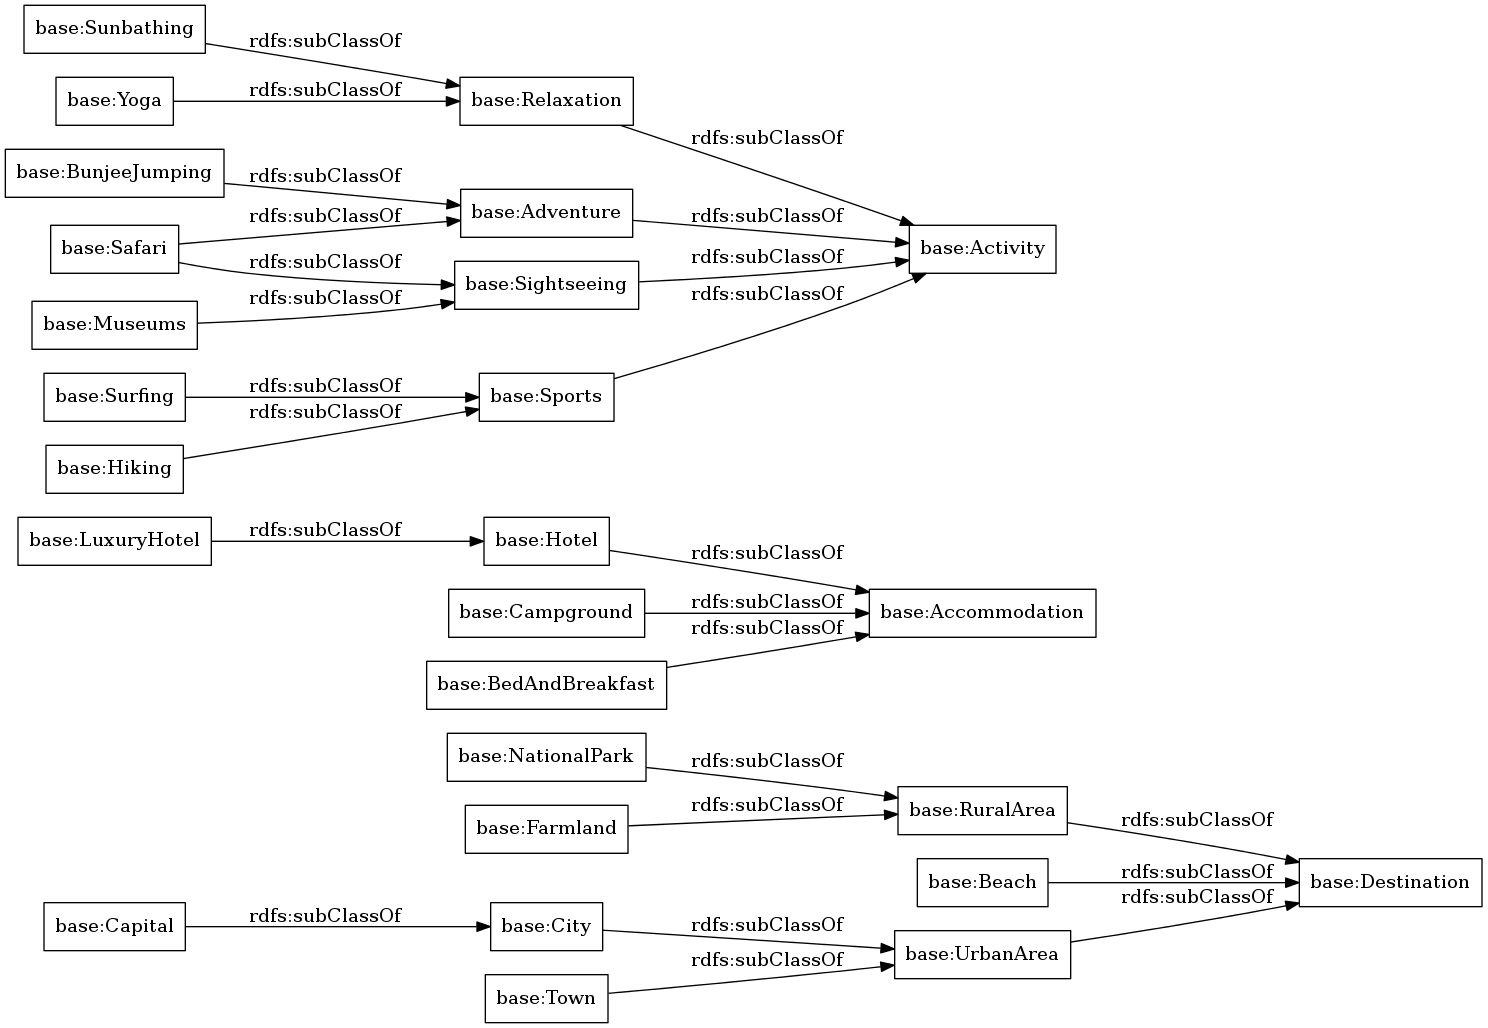 base:Sunbathing
rdfs:subClassOf
base:Yoga
rdfs:subClassOf
base:Relaxation
rdfs:subClassOf
base:BunjeeJumping
rdfs:subClassOf
base:Adventure
rdfs:subClassOf
base:Safari
rdfs:subClassOf
rdfs:subClassOf
base:Activity
base:Sightseeing
rdfs:subClassOf
base:Museums
rdfs:subClassOf
rdfs:subClassOf
base:Surfing
rdfs:subClassOf
base:Sports
base:Hiking
rdfs:subClassOf
base:LuxuryHotel
rdfs:subClassOf
base:Hotel
rdfs:subClassOf
base:Campground
rdfs:subClassOf
base:Accommodation
base:BedAndBreakfast
rdfs:subClassOf
base:NationalPark
rdfs:subClassOf
base:Farmland
rdfs:subClassOf
base:RuralArea
rdfs:subClassOf
base:Beach
rdfs:subClassOf
base:Destination
base:Capital
rdfs:subClassOf
base:City
rdfs:subClassOf
base:UrbanArea
rdfs:subClassOf
base:Town
rdfs:subClassOf